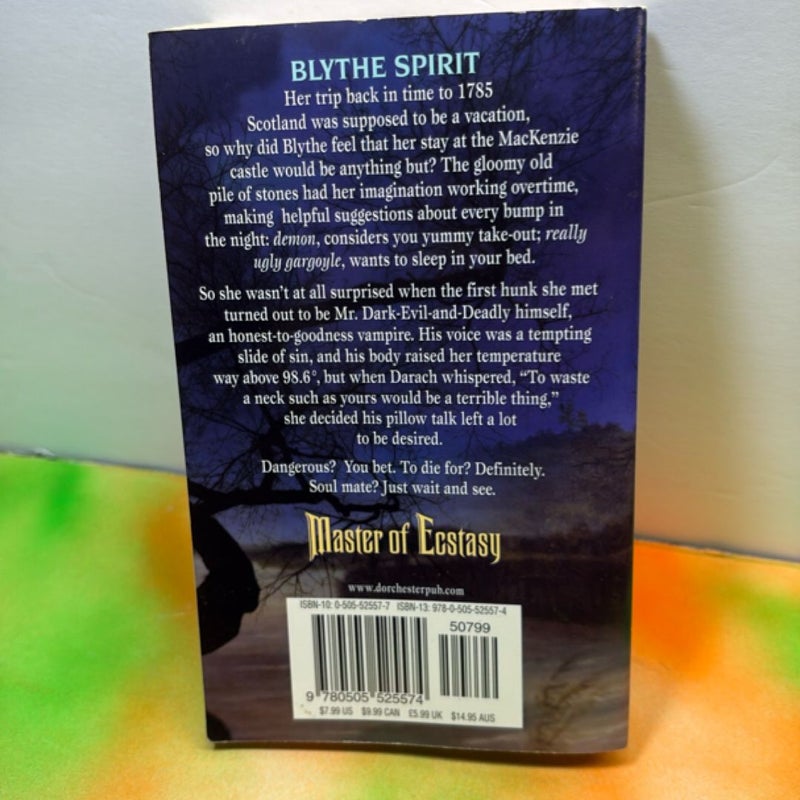 BLYTHE SPIRIT
Her trip back in time to 1785
Scotland was supposed to be a vacation,
so why did Blythe feel that her stay at the MacKenzie
castle would be anything but? The gloomy old
pile of stones had her imagination working overtime,
making helpful suggestions about every bump in
the night: demon, considers you yummy take-out; really
ugly gargoyle, wants to sleep in your bed.
So she wasn't at all surprised when the first hunk she met
turned out to be Mr. Dark-Evil-and-Deadly himself,
an honest-to-goodness vampire. His voice was a tempting
slide of sin, and his body raised her temperature
way above 98.6°, but when Darach whispered, “To waste
a neck such as yours would be a terrible thing,”
she decided his pillow talk left a lot
to be desired.
Dangerous? You bet. To die for? Definitely.
Soul mate? Just wait and see.
Master of Ecstasy
www.dorchesterpub.com
ISBN-10: 0-505-52557-7 ISBN-13: 978-0-505-52557-4
50799
9 780505 525574
$7.99 US $9.99 CAN £5.99 UK $14.95 AUS